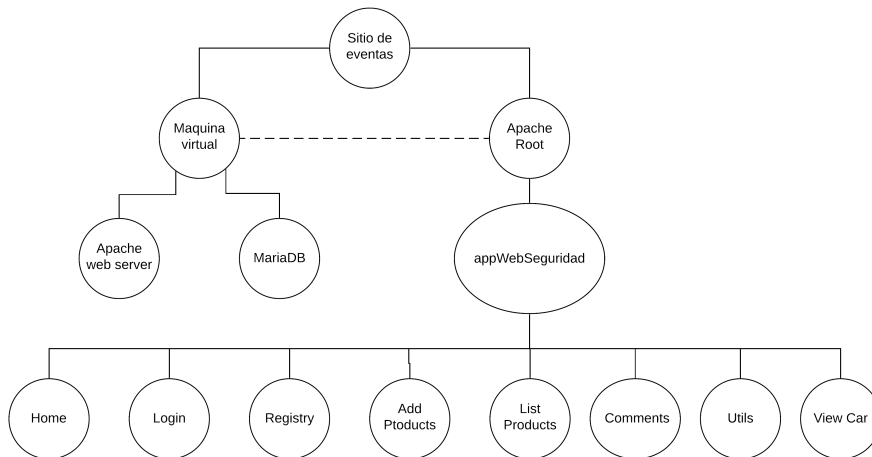 Sitio de
eventas
Maquina
virtual
Apache
Root
Apache
web server
MariaDB
appWebSeguridad
Home
Login
Registry
Add
Ptoducts
List
Products
Comments
Utils
View Car